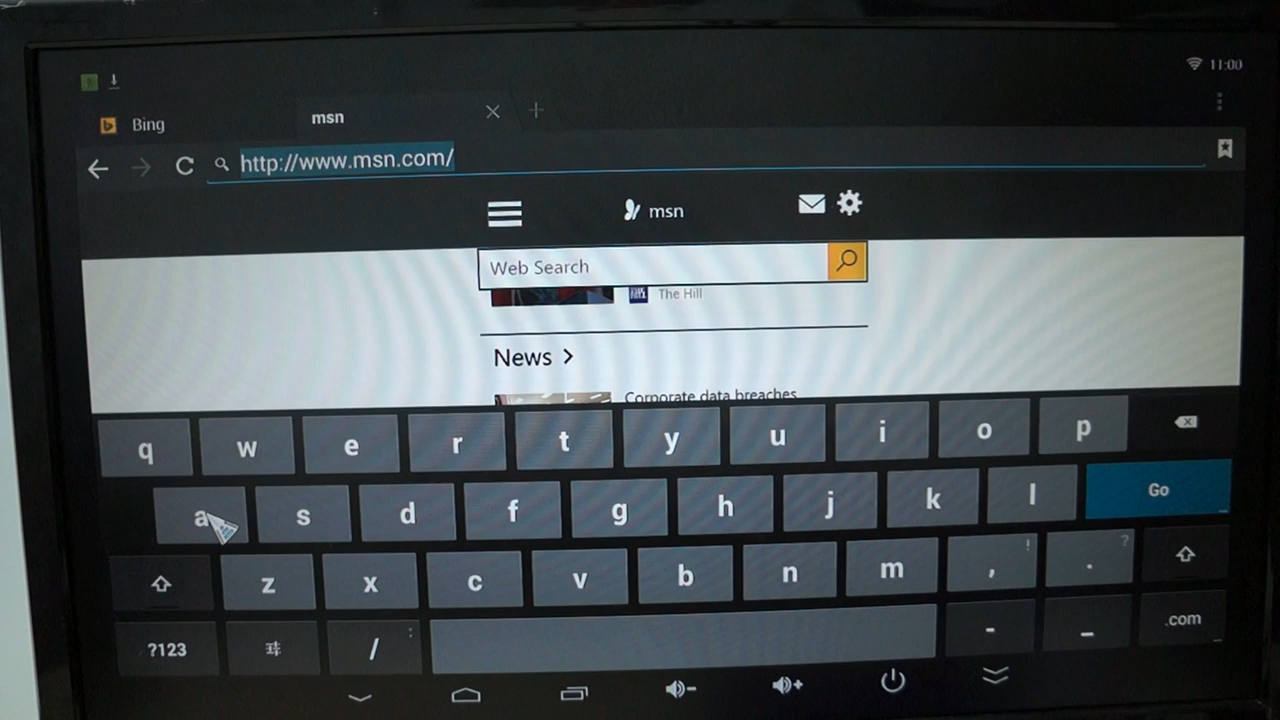 11:00
Bing
msn
http://www.msn.com/
msn
Web Search
The Hill
News >
Corporate data breaches
q w e r t y u i o p
a s d f g h j k l Go
z x c v b n m , ! . ?
?123 / : - _ .com